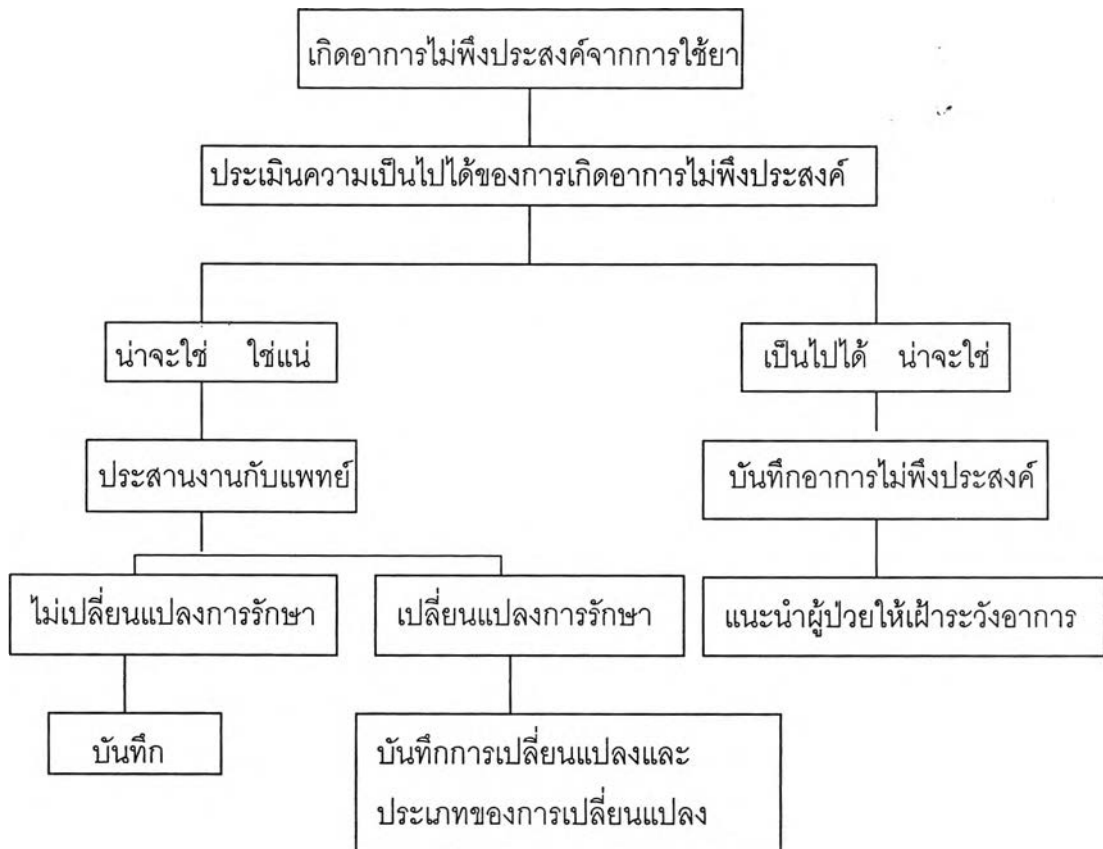 เกิดอาการไม่พึงประสงค์จากการใช้ยา
ประเมินความเป็นไปได้ของการเกิดอาการไม่พึงประสงค์
น่าจะใช่ ใช่แน่
เป็นไปได้ น่าจะใช่
ประสานงานกับแพทย์
บันทึกอาการไม่พึงประสงค์
ไม่เปลี่ยนแปลงการรักษา
เปลี่ยนแปลงการรักษา
แนะนำผู้ป่วยให้เฝ้าระวังอาการ
บันทึก
บันทึกการเปลี่ยนแปลงและ
ประเภทของการเปลี่ยนแปลง